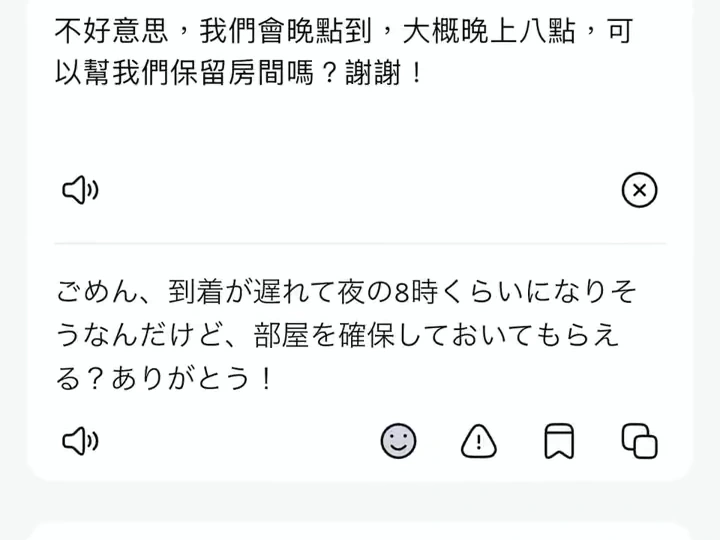 不好意思，我們會晚點到，大概晚上八點，可
以幫我們保留房間嗎？謝謝！
ごめん、到着が遅れて夜の8時くらいになりそ
うなんだけど、部屋を確保しておいてもらえ
る？ありがとう！